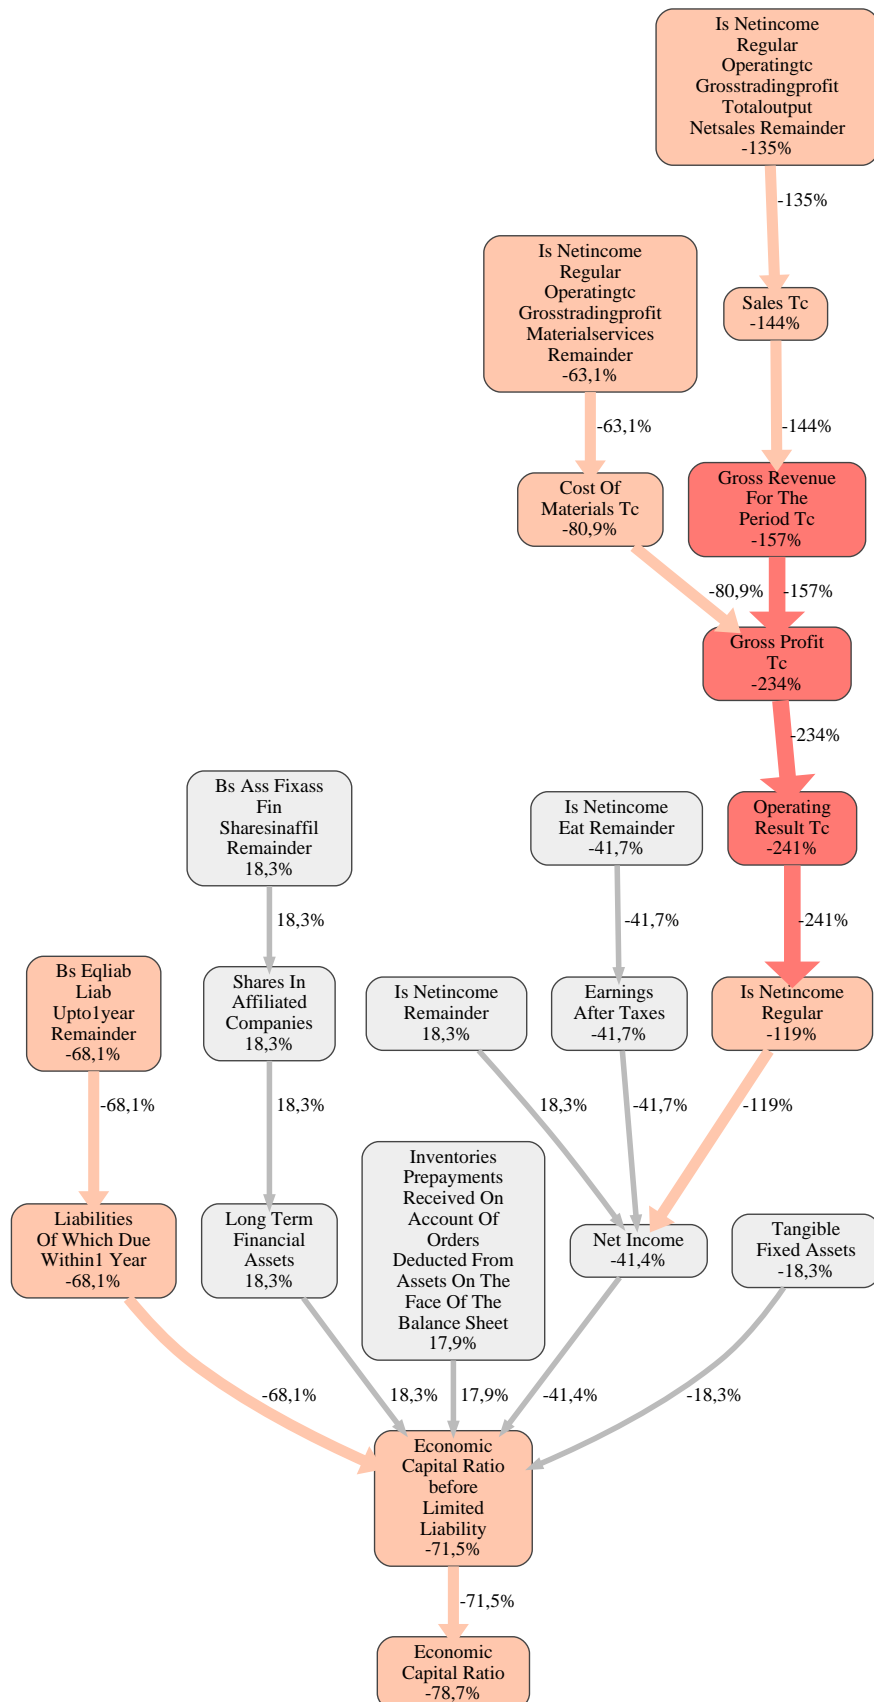 Is Netincome
Regular
Operatingtc
Grosstradingprofit
Totaloutput
Netsales Remainder
-135%
-135%
Is Netincome
Regular
Operatingtc
Grosstradingprofit
Materialservices
Remainder
-63,1%
Sales Tc
-144%
-63,1%
-144%
Cost Of
Materials Tc
-80,9%
Gross Revenue
For The
Period Tc
-157%
-80,9%
-157%
Gross Profit
Tc
-234%
-234%
Bs Ass Fixass
Fin
Sharesinaffil
Remainder
18,3%
Is Netincome
Eat Remainder
-41,7%
Operating
Result Tc
-241%
18,3%
-41,7%
-241%
Bs Eqliab
Liab
Upto1year
Remainder
-68,1%
Shares In
Affiliated
Companies
18,3%
Is Netincome
Remainder
18,3%
Earnings
After Taxes
-41,7%
Is Netincome
Regular
-119%
-68,1%
18,3%
18,3%
-41,7%
-119%
Inventories
Prepayments
Received On
Account Of
Orders
Deducted From
Assets On The
Face Of The
Balance Sheet
17,9%
Liabilities
Of Which Due
Within1 Year
-68,1%
Long Term
Financial
Assets
18,3%
Net Income
-41,4%
Tangible
Fixed Assets
-18,3%
-68,1%
18,3%
17,9%
-41,4%
-18,3%
Economic
Capital Ratio
before
Limited
Liability
-71,5%
-71,5%
Economic
Capital Ratio
-78,7%